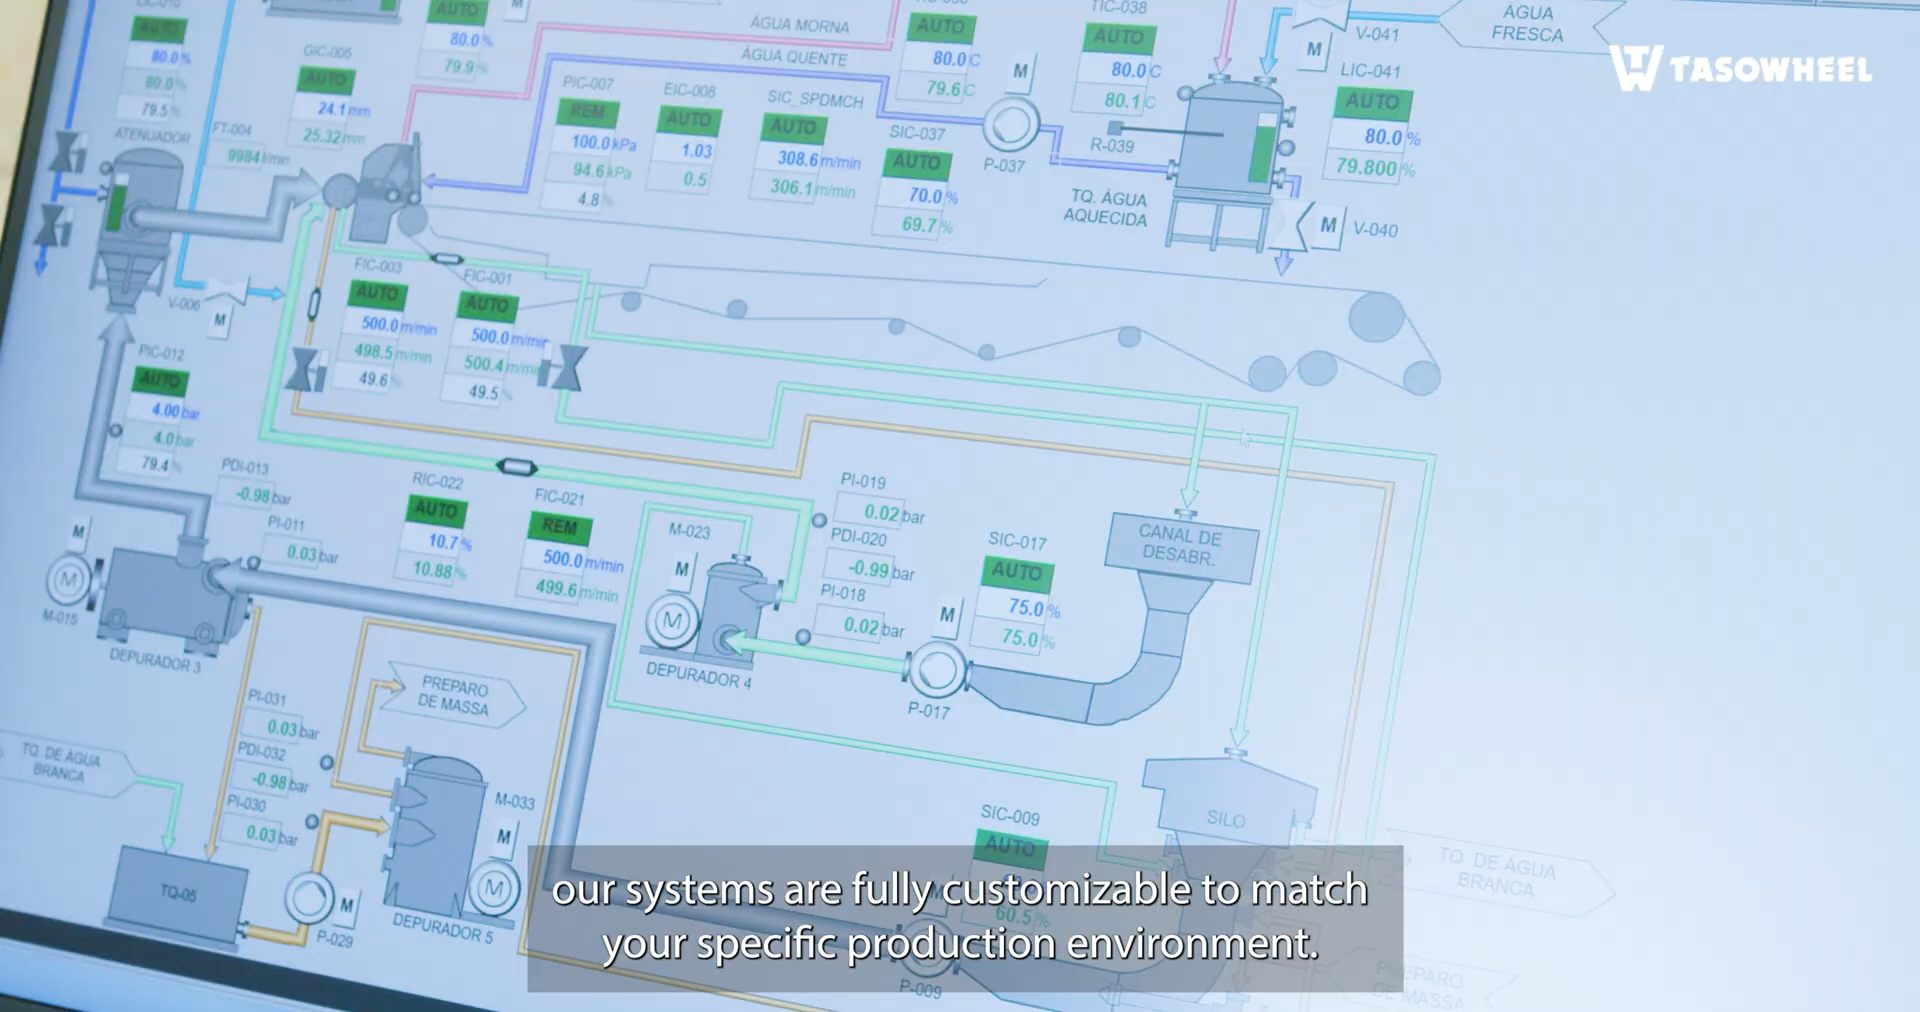 LIC-010
AUTO
80.0 %
80.0 %
79.5 %
ATENUADOR
FT-004
9984 l/min
GIC-005
AUTO
24.1 mm
25.32 mm
AUTO
80.0 %
79.9 %
M
ÁGUA MORNA
ÁGUA QUENTE
PIC-007
REM
100.0 kPa
94.6 kPa
4.8
EIC-008
AUTO
1.03
0.5
SIC_SPDMCH
AUTO
308.6 m/min
306.1 m/min
AUTO
80.0 C
79.6 C
SIC-037
AUTO
70.0 %
69.7 %
M
P-037
TIC-038
AUTO
80.0 C
80.1 C
R-039
TQ. ÁGUA
AQUECIDA
M
V-041
ÁGUA
FRESCA
LIC-041
AUTO
80.0 %
79.800 %
M
V-040
TW TASOWHEEL
V-006
M
FIC-003
AUTO
500.0 m/min
498.5 m/min
49.6 %
FIC-001
AUTO
500.0 m/min
500.4 m/min
49.5 %
PIC-012
AUTO
4.00 bar
4.0 bar
79.4 %
PDI-013
-0.98 bar
PI-011
0.03 bar
M
M
M-015
DEPURADOR 3
RIC-022
AUTO
10.7 %
10.88 %
FIC-021
REM
500.0 m/min
499.6 m/min
M-023
M
M
DEPURADOR 4
PI-019
0.02 bar
PDI-020
-0.99 bar
PI-018
0.02 bar
SIC-017
AUTO
75.0 %
75.0 %
M
P-017
CANAL DE
DESABR.
PREPARO
DE MASSA
PI-031
0.03 bar
PDI-032
-0.98 bar
PI-030
0.03 bar
TQ. DE ÁGUA
BRANCA
TQ-05
M
P-029
M-033
M
M
DEPURADOR 5
SIC-009
AUTO
60.5 %
M
P-009
SILO
TQ. DE ÁGUA
BRANCA
PREPARO
DE MASSA
our systems are fully customizable to match
your specific production environment.